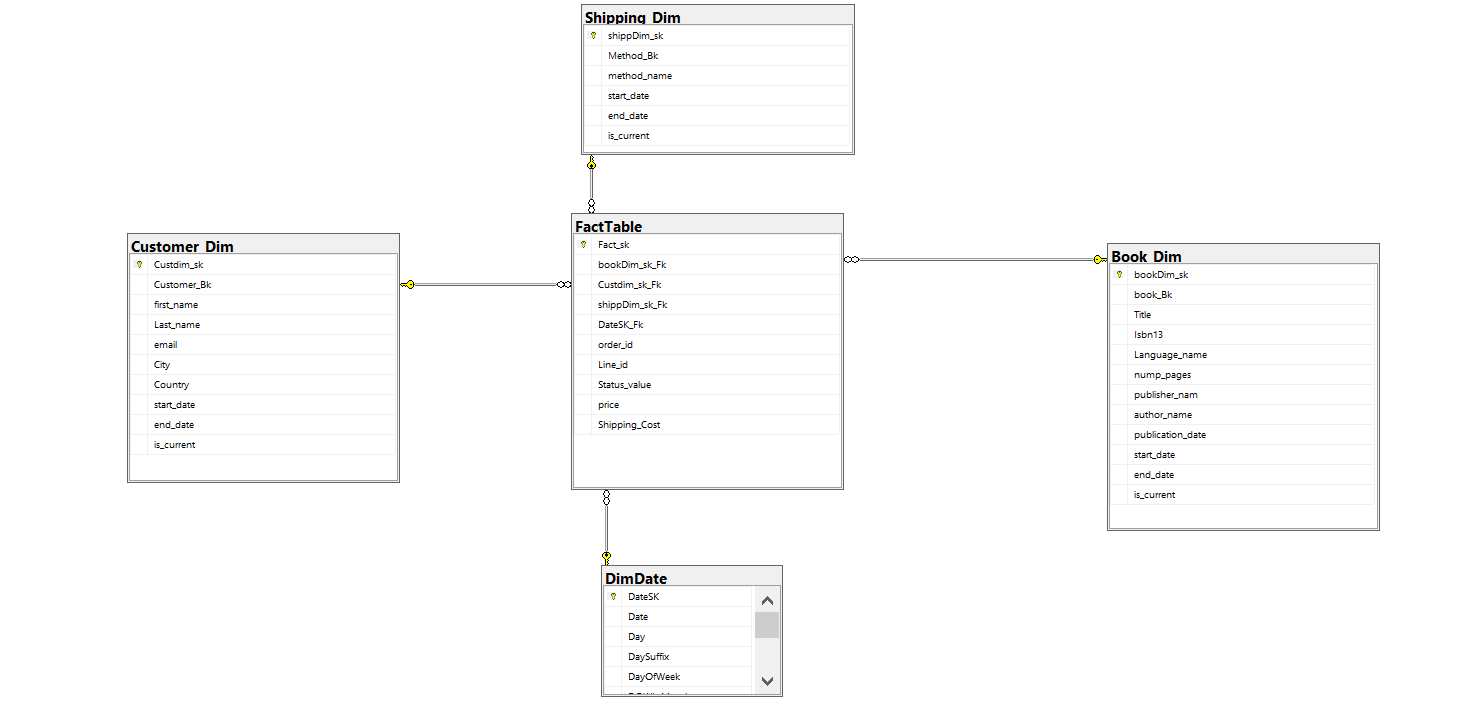 Shipping_Dim
shippDim_sk
Method_Bk
method_name
start_date
end_date
is_current
Customer_Dim
Custdim_sk
Customer_Bk
first_name
Last_name
email
City
Country
start_date
end_date
is_current
FactTable
Fact_sk
bookDim_sk_Fk
Custdim_sk_Fk
shippDim_sk_Fk
DateSK_Fk
order_id
Line_id
Status_value
price
Shipping_Cost
Book_Dim
bookDim_sk
book_Bk
Title
Isbn13
Language_name
nump_pages
publisher_nam
author_name
publication_date
start_date
end_date
is_current
DimDate
DateSK
Date
Day
DaySuffix
DayOfWeek